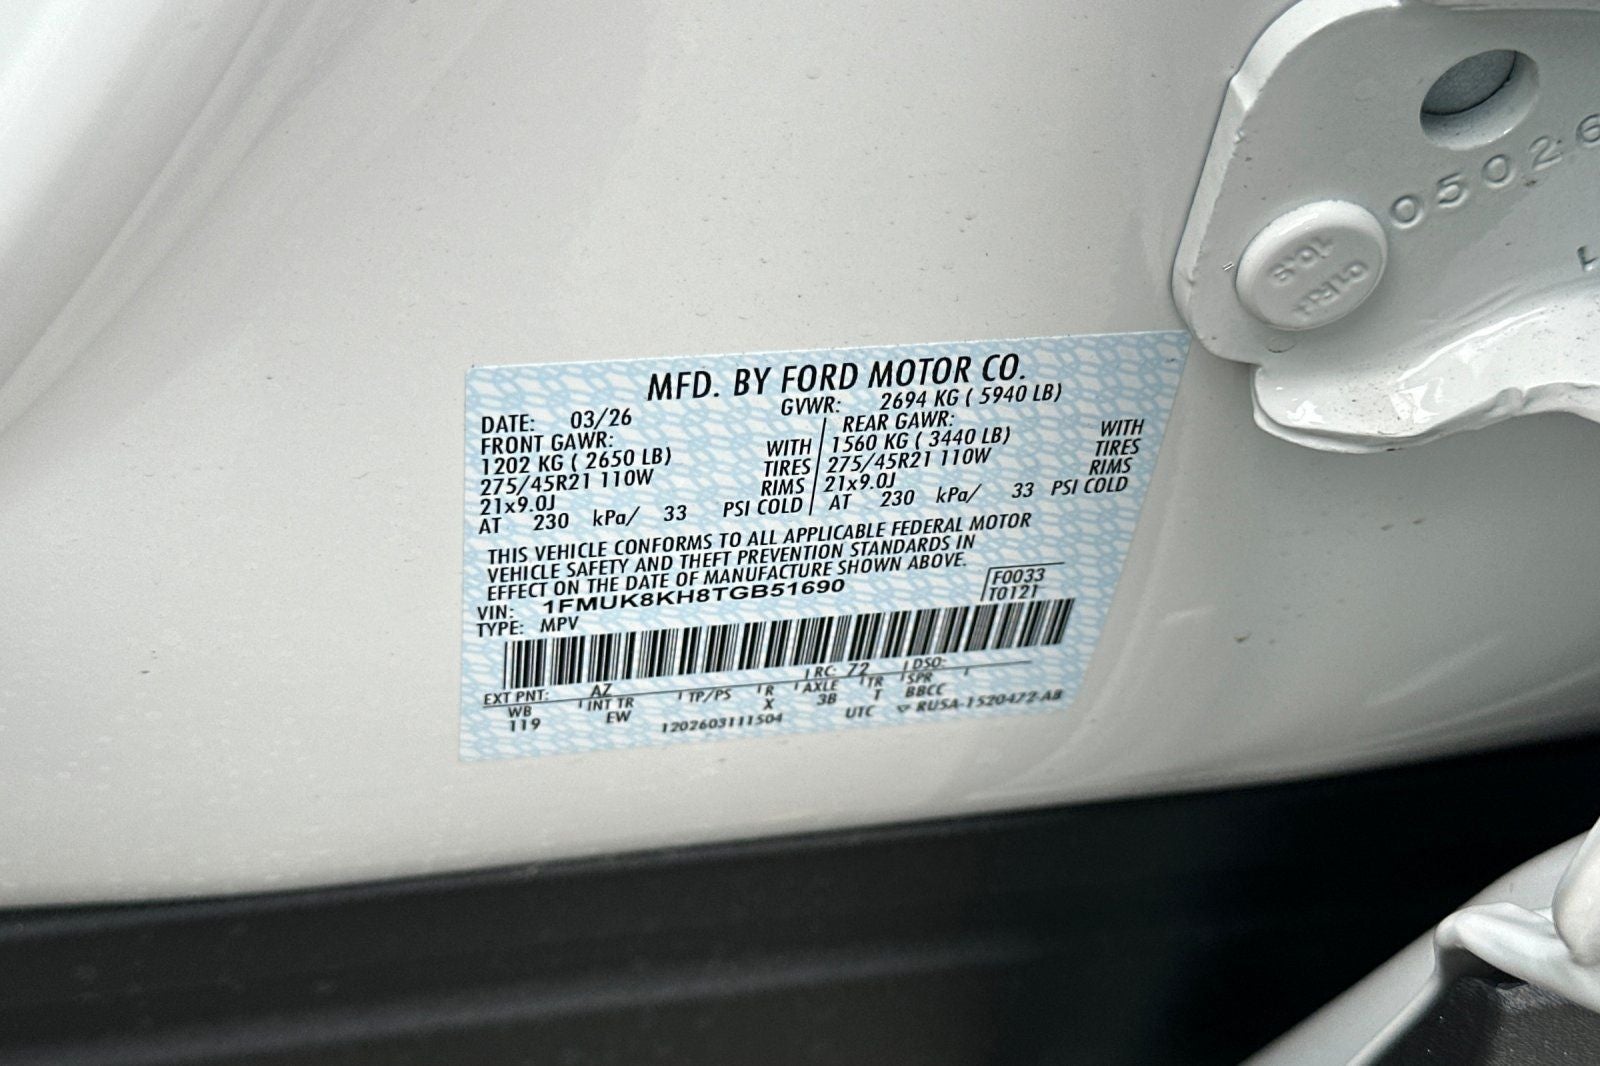 05026
10.9
MFD. BY FORD MOTOR CO.
DATE: 03/26 GVWR: 2694 KG ( 5940 LB)
FRONT GAWR: REAR GAWR:
1202 KG ( 2650 LB) WITH 1560 KG ( 3440 LB) WITH
275/45R21 110W TIRES 275/45R21 110W TIRES
21x9.0J RIMS 21x9.0J RIMS
AT 230 kPa/ 33 PSI COLD AT 230 kPa/ 33 PSI COLD
THIS VEHICLE CONFORMS TO ALL APPLICABLE FEDERAL MOTOR
VEHICLE SAFETY AND THEFT PREVENTION STANDARDS IN
EFFECT ON THE DATE OF MANUFACTURE SHOWN ABOVE.
VIN: 1FMUK8KH8TGB51690 F0033
TYPE: MPV T0121
EXT PNT: AZ RC: 72 DSO:
WB INT TR TP/PS R AXLE TR SPR
119 EW X 3B T BBCC
1202603111504 UTC ▽ RUSA-1520472-AB